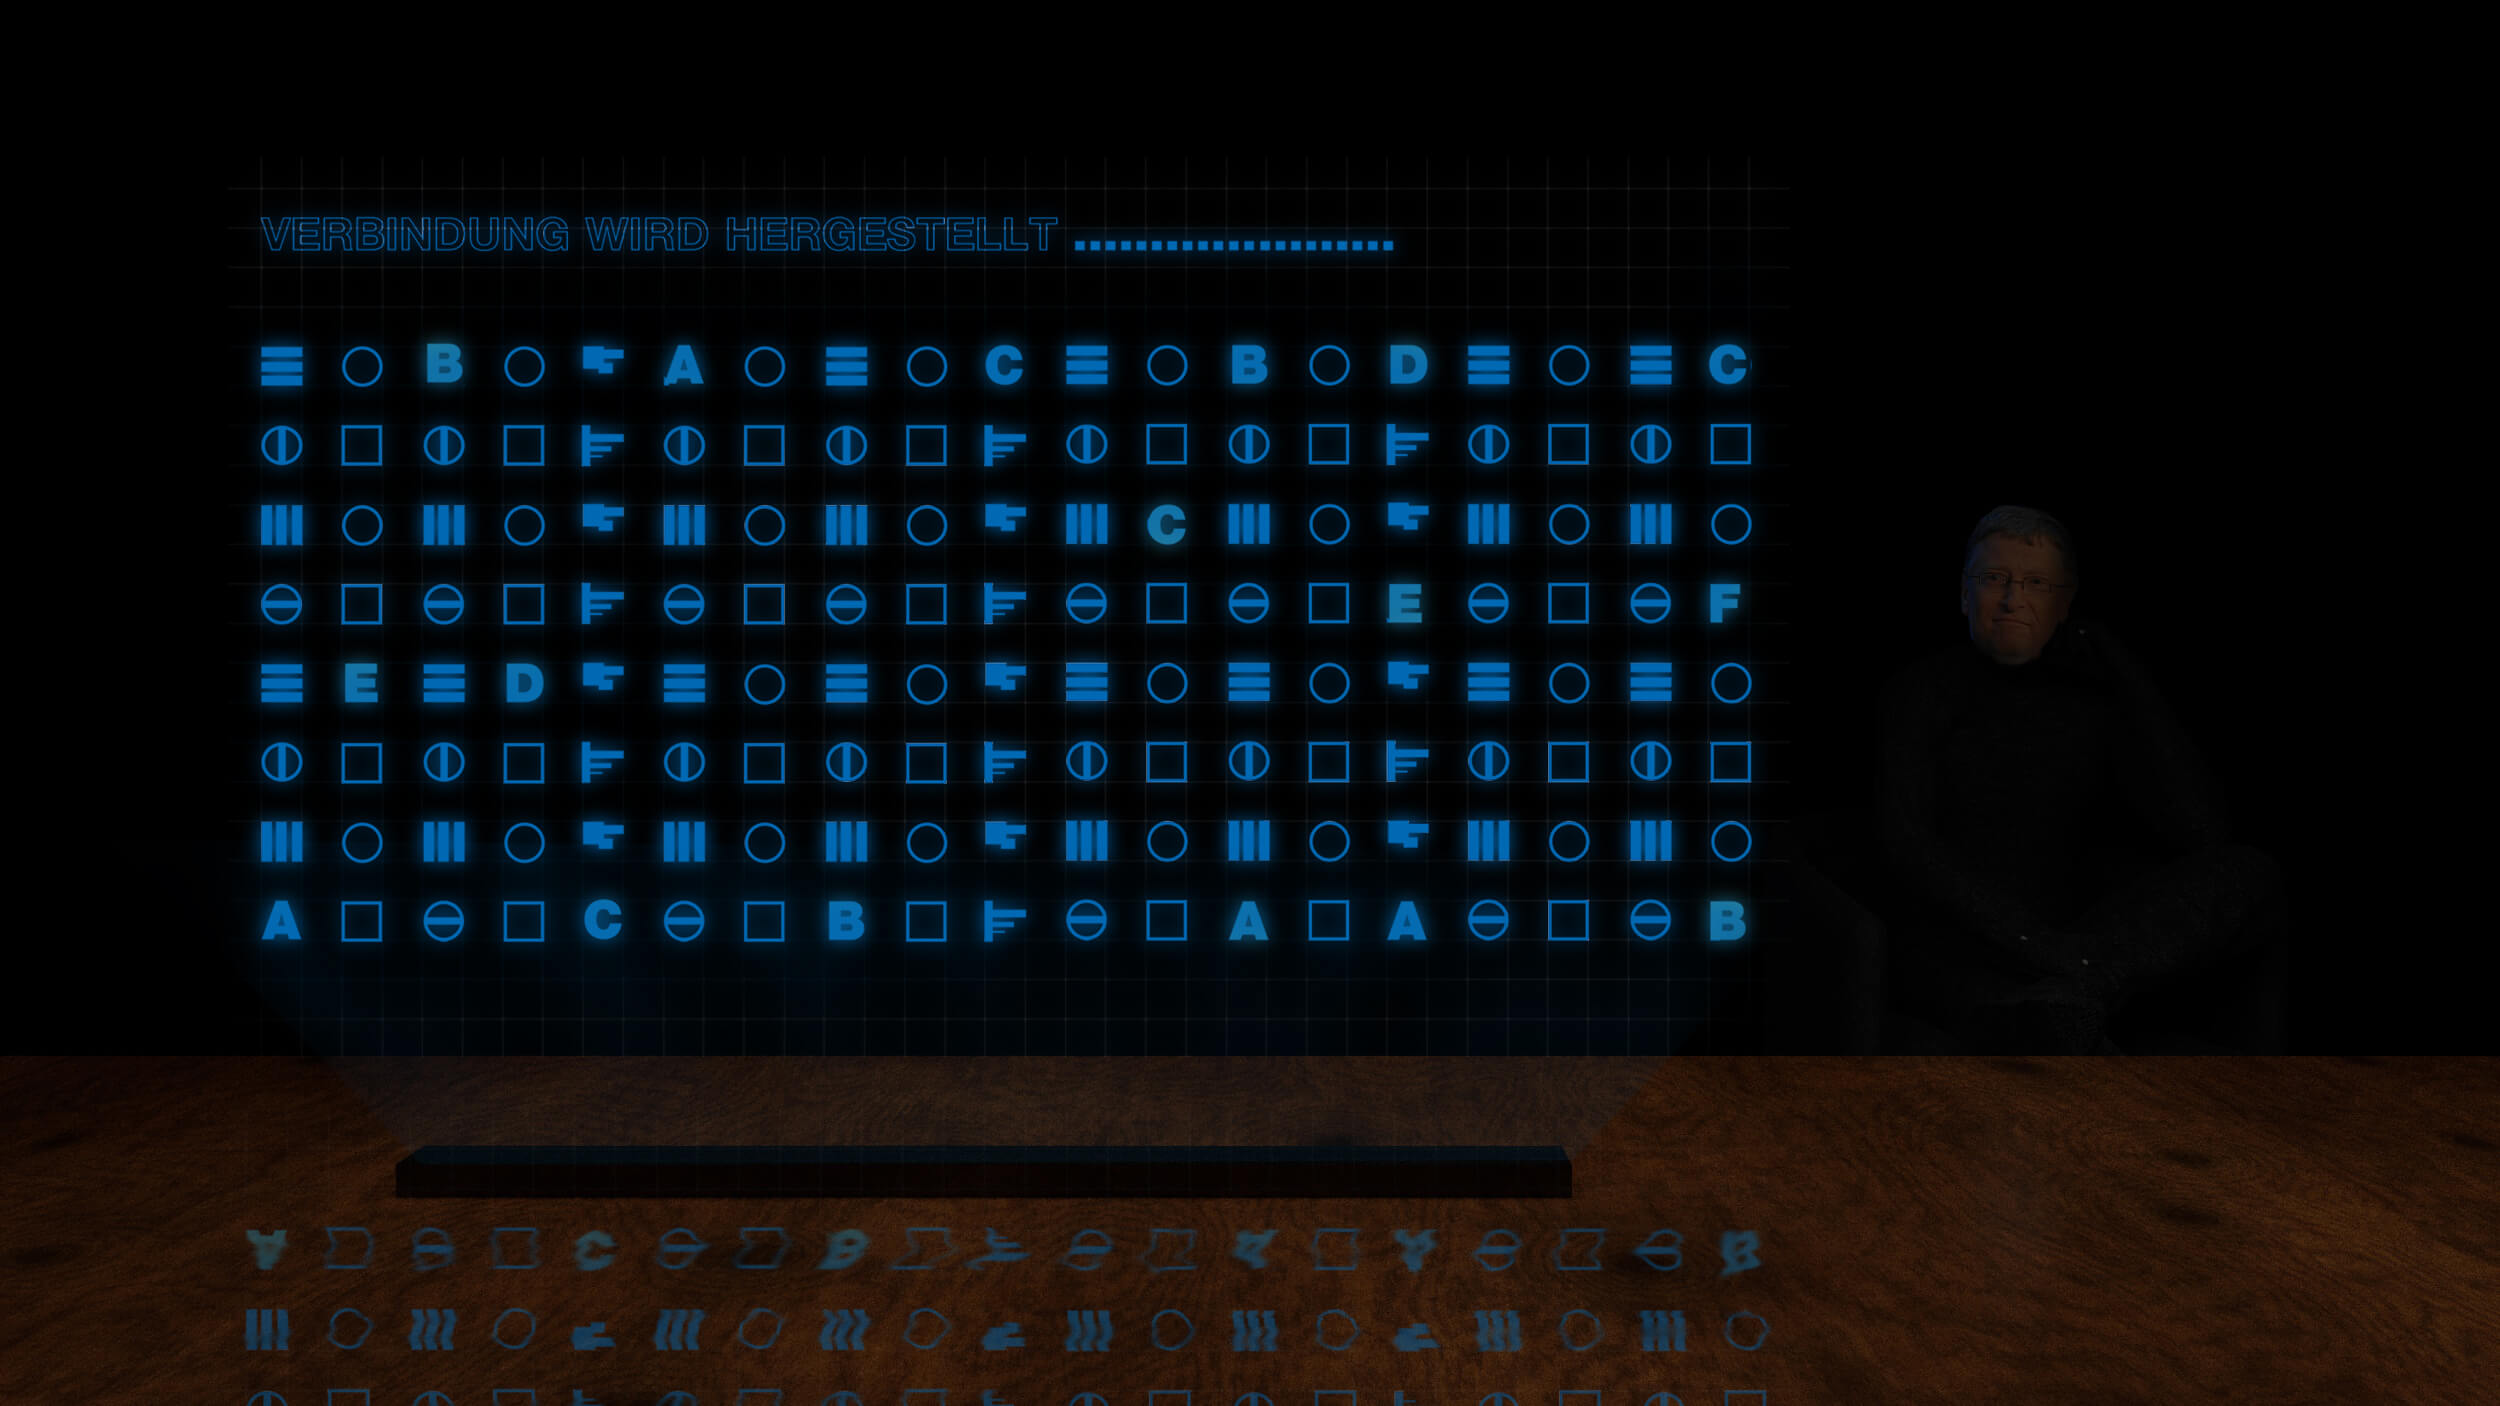 VERBINDUNG WIRD HERGESTELLT .....................
B A C B D C
C
E F
E D
A C B A A B